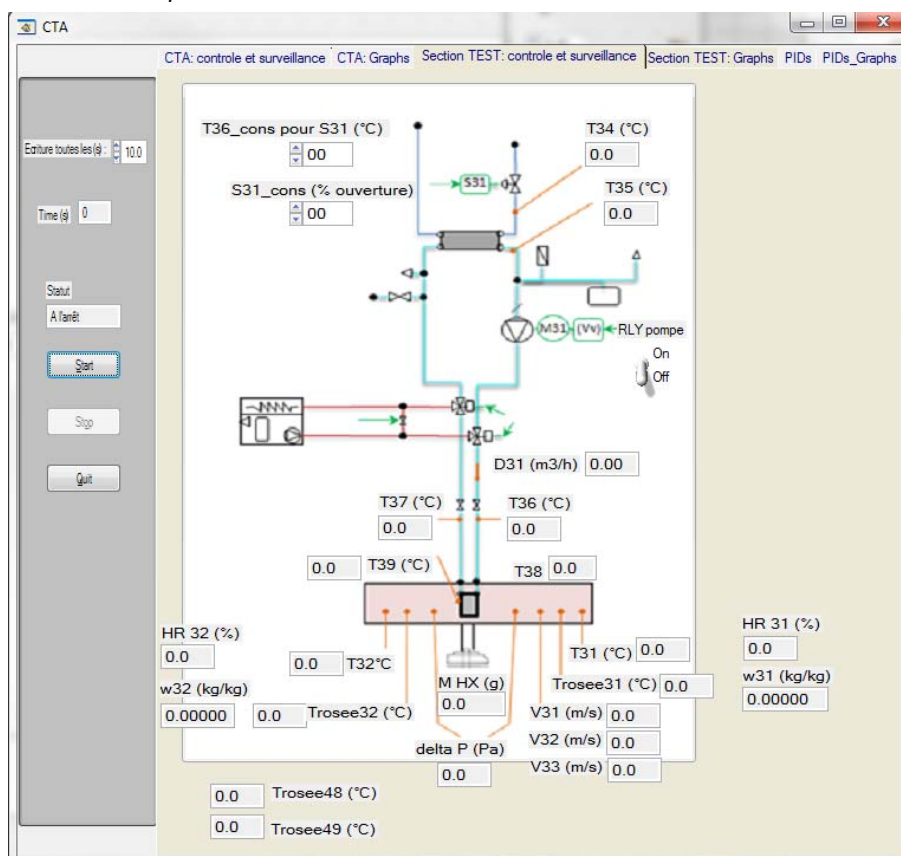 CTA
CTA: controle et surveillance CTA: Graphs Section TEST: controle et surveillance Section TEST: Graphs PIDs PIDs_Graphs
Ecriture toutes les (s) : 10.0
Time (s) 0
Statut
A l'arrêt
Start
Stop
Quit
T36_cons pour S31 (°C)
00
S31_cons (% ouverture)
00
T34 (°C)
0.0
S31
T35 (°C)
0.0
M31 (Vv) RLY pompe
On
Off
D31 (m3/h) 0.00
T37 (°C)
0.0
T36 (°C)
0.0
0.0 T39 (°C)
T38 0.0
HR 32 (%)
0.0
w32 (kg/kg)
0.00000
0.0 T32°C
0.0 Trosee32 (°C)
M HX (g)
0.0
delta P (Pa)
0.0
T31 (°C) 0.0
Trosee31 (°C) 0.0
V31 (m/s) 0.0
V32 (m/s) 0.0
V33 (m/s) 0.0
HR 31 (%)
0.0
w31 (kg/kg)
0.00000
0.0 Trosee48 (°C)
0.0 Trosee49 (°C)